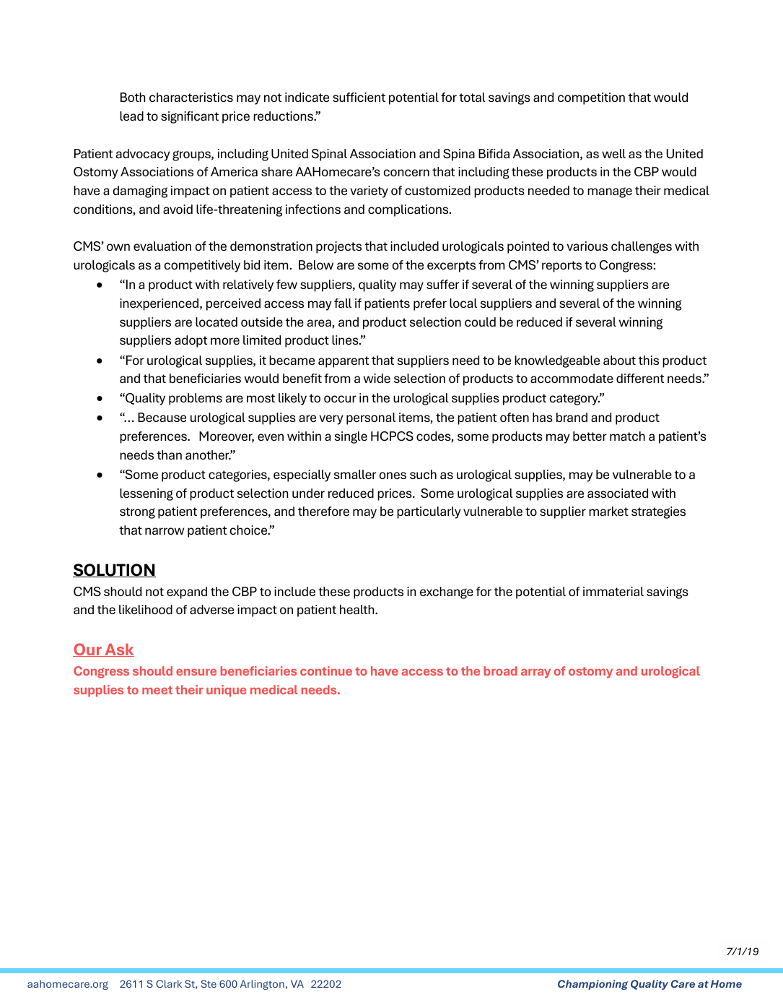 Both characteristics may not indicate sufficient potential for total savings and competition that would
lead to significant price reductions.”
Patient advocacy groups, including United Spinal Association and Spina Bifida Association, as well as the United
Ostomy Associations of America share AAHomecare’s concern that including these products in the CBP would
have a damaging impact on patient access to the variety of customized products needed to manage their medical
conditions, and avoid life-threatening infections and complications.
CMS’ own evaluation of the demonstration projects that included urologicals pointed to various challenges with
urologicals as a competitively bid item.  Below are some of the excerpts from CMS’ reports to Congress:
• “In a product with relatively few suppliers, quality may suffer if several of the winning suppliers are
inexperienced, perceived access may fall if patients prefer local suppliers and several of the winning
suppliers are located outside the area, and product selection could be reduced if several winning
suppliers adopt more limited product lines.”
• “For urological supplies, it became apparent that suppliers need to be knowledgeable about this product
and that beneficiaries would benefit from a wide selection of products to accommodate different needs.”
• “Quality problems are most likely to occur in the urological supplies product category.”
• “… Because urological supplies are very personal items, the patient often has brand and product
preferences.   Moreover, even within a single HCPCS codes, some products may better match a patient’s
needs than another.”
• “Some product categories, especially smaller ones such as urological supplies, may be vulnerable to a
lessening of product selection under reduced prices.  Some urological supplies are associated with
strong patient preferences, and therefore may be particularly vulnerable to supplier market strategies
that narrow patient choice.”
SOLUTION
CMS should not expand the CBP to include these products in exchange for the potential of immaterial savings
and the likelihood of adverse impact on patient health.
Our Ask
Congress should ensure beneficiaries continue to have access to the broad array of ostomy and urological
supplies to meet their unique medical needs.
7/1/19
aahomecare.org    2611 S Clark St, Ste 600 Arlington, VA  22202
Championing Quality Care at Home